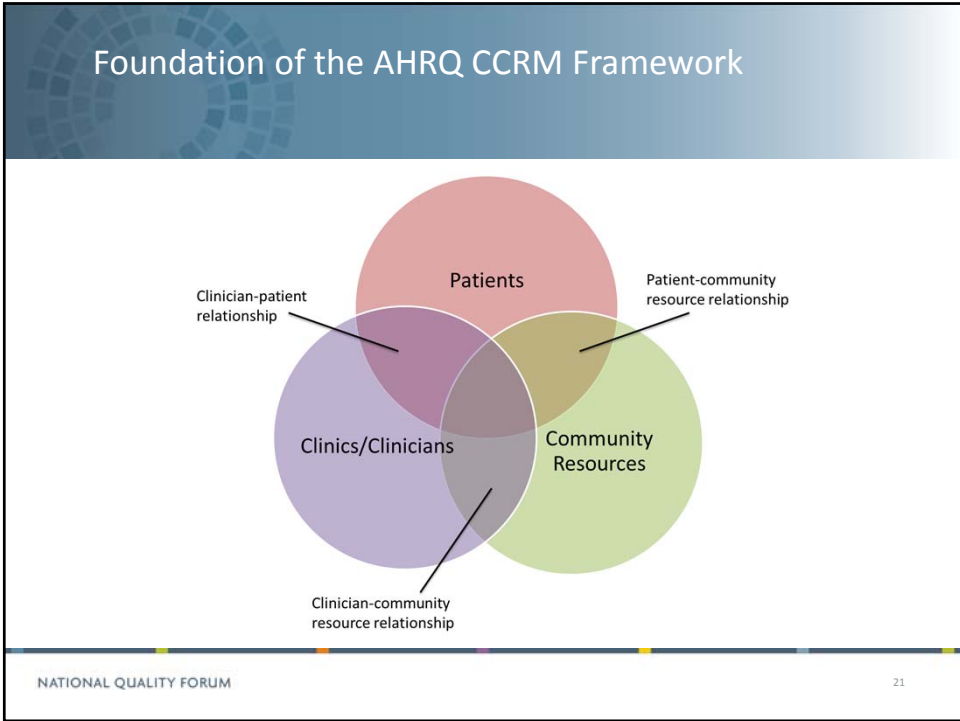 Foundation of the AHRQ CCRM Framework
Patients
Clinician-patient
relationship
Patient-community
resource relationship
Clinics/Clinicians
Community
Resources
Clinician-community
resource relationship
NATIONAL QUALITY FORUM
21